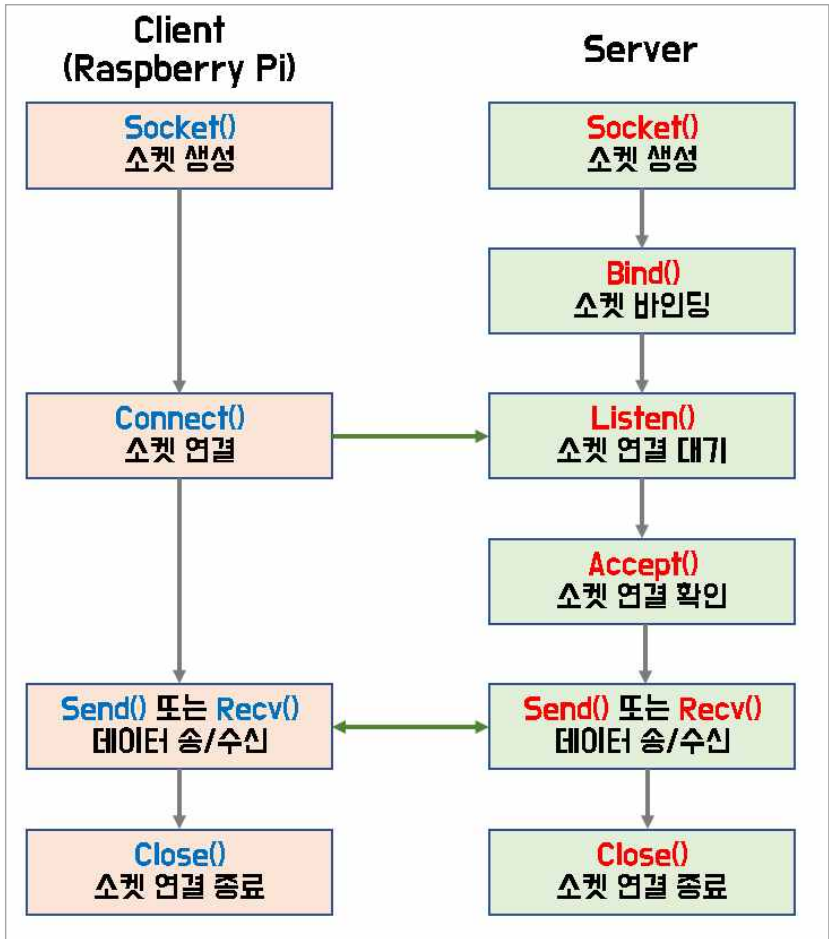 Client
(Raspberry Pi)
Socket()
소켓 생성
Connect()
소켓 연결
Send() 또는 Recv()
데이터 송/수신
Close()
소켓 연결 종료
Server
Socket()
소켓 생성
Bind()
소켓 바인딩
Listen()
소켓 연결 대기
Accept()
소켓 연결 확인
Send() 또는 Recv()
데이터 송/수신
Close()
소켓 연결 종료